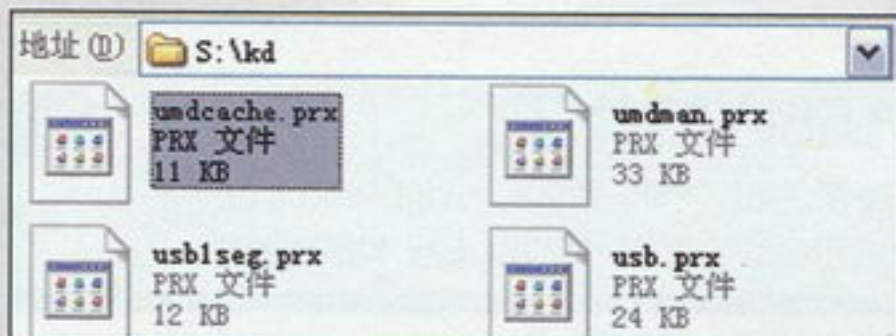 地址(D) S:\kd
umdcache.prx
PRX 文件
11 KB
umdman.prx
PRX 文件
33 KB
usb1seg.prx
PRX 文件
12 KB
usb.prx
PRX 文件
24 KB